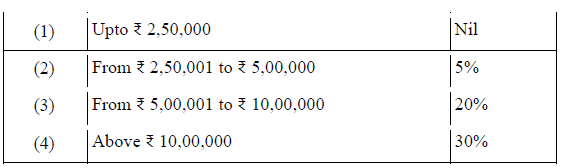 (1) Upto ₹ 2,50,000 Nil
(2) From ₹ 2,50,001 to ₹ 5,00,000 5%
(3) From ₹ 5,00,001 to ₹ 10,00,000 20%
(4) Above ₹ 10,00,000 30%